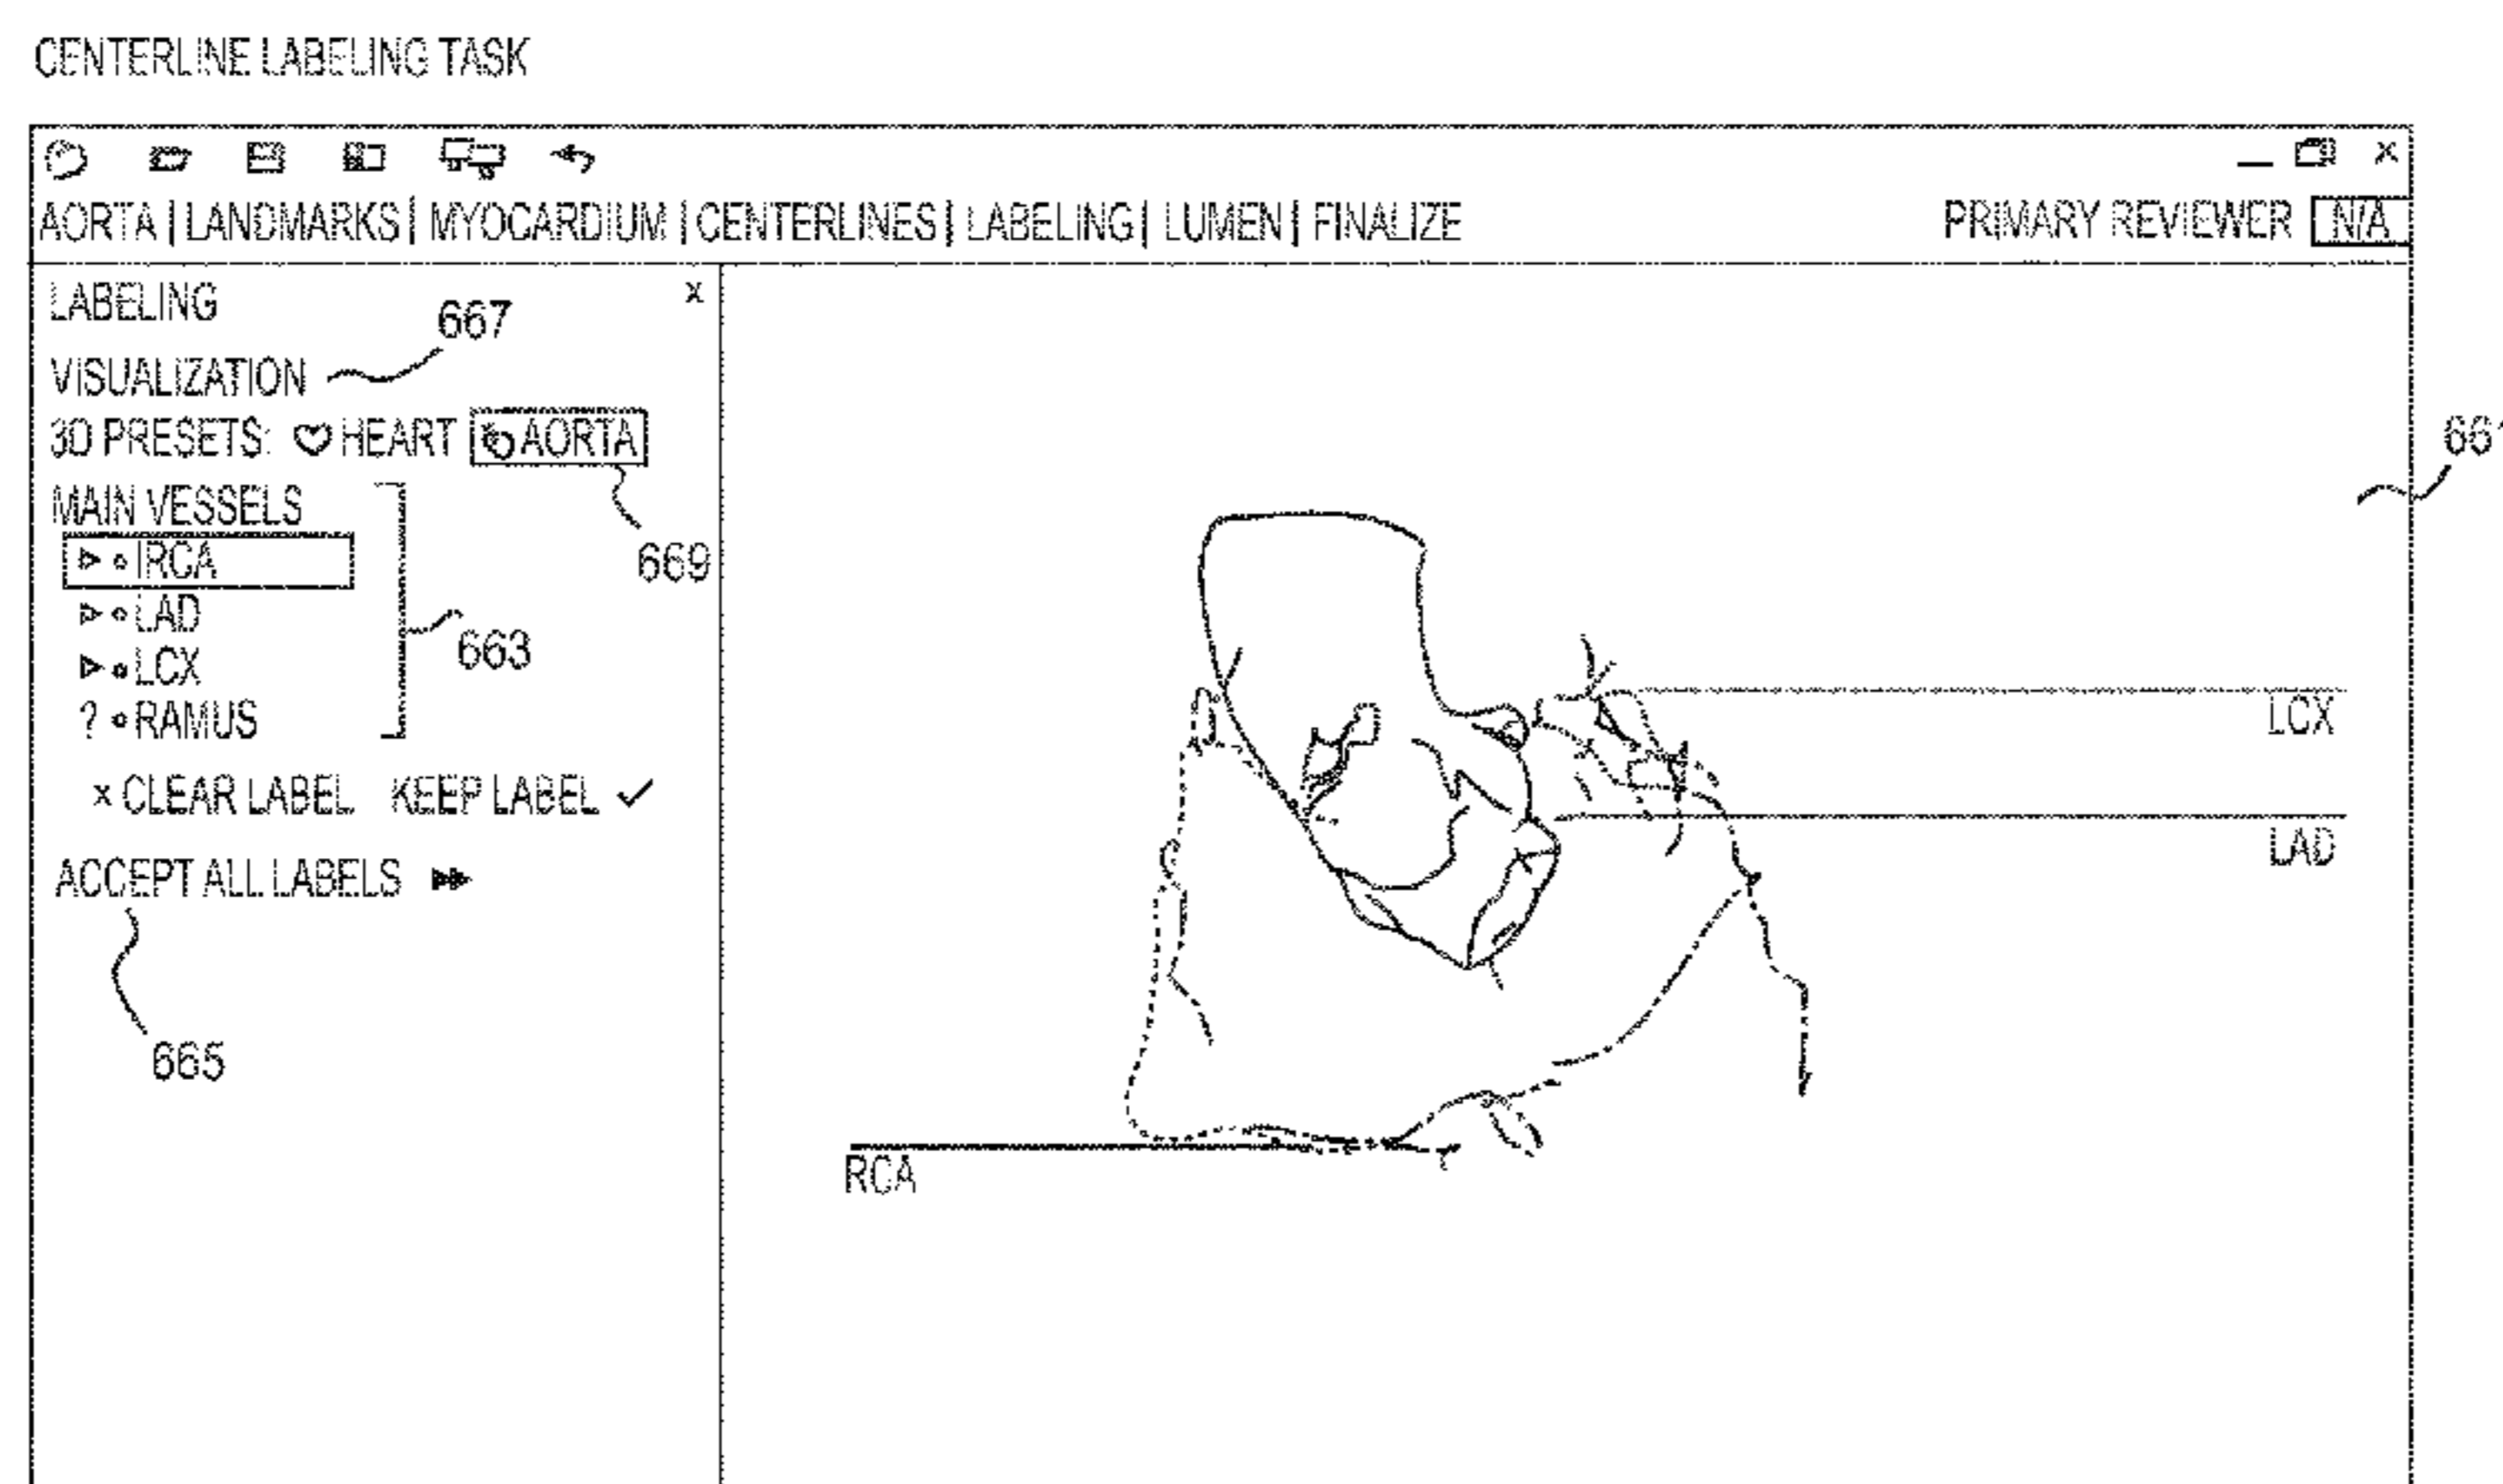 CENTERLINE LABELING TASK
AORTA | LANDMARKS | MYOCARDIUM | CENTERLINES | LABELING | LUMEN | FINALIZE PRIMARY REVIEWER N/A
LABELING x
667
VISUALIZATION
3D PRESETS: HEART AORTA
661
MAIN VESSELS
669
RCA
LAD
663
LCX
? RAMUS
LCX
x CLEAR LABEL KEEP LABEL ✓
LAD
ACCEPT ALL LABELS
665
RCA